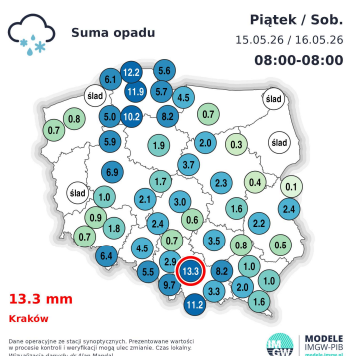 Suma opadu
Piątek / Sob.
15.05.26 / 16.05.26
08:00-08:00
6.1 12.2 5.6
ślad 11.9 5.7 4.5 ślad
0.7 0.8 5.0 10.2 8.2 0.7
5.9 1.9 2.0 0.3 ślad
3.7
6.9 1.7 2.3 0.4 0.1
ślad 1.0 2.1 3.0 1.6 2.4
0.9 1.8 2.4 0.6 2.2
0.7 0.7 3.5 0.8 0.5
6.4 4.5 2.9
5.5 13.3 8.2 1.0
9.7 3.3 2.0 1.0
11.2 1.6
13.3 mm
Kraków
Dane operacyjne ze stacji synoptycznych. Prezentowane wartości
w procesie kontroli i weryfikacji mogą ulec zmianie. Czas lokalny.
IMGW
MODELE
IMGW-PIB